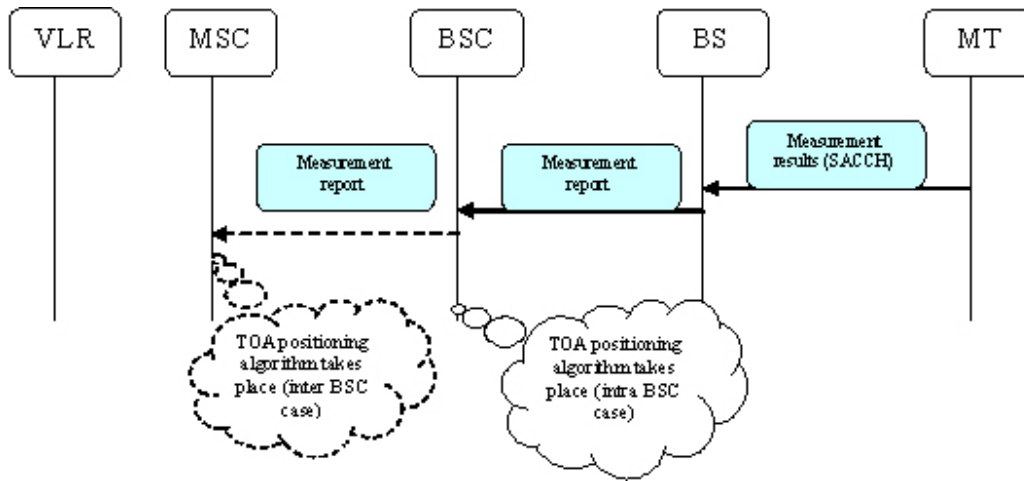 VLR
MSC
BSC
BS
MT
Measurement
results (SACCH)
Measurement
report
Measurement
report
TOA positioning
algorithm takes
place (inter BSC
case)
TOA positioning
algorithm takes
place (intra BSC
case)